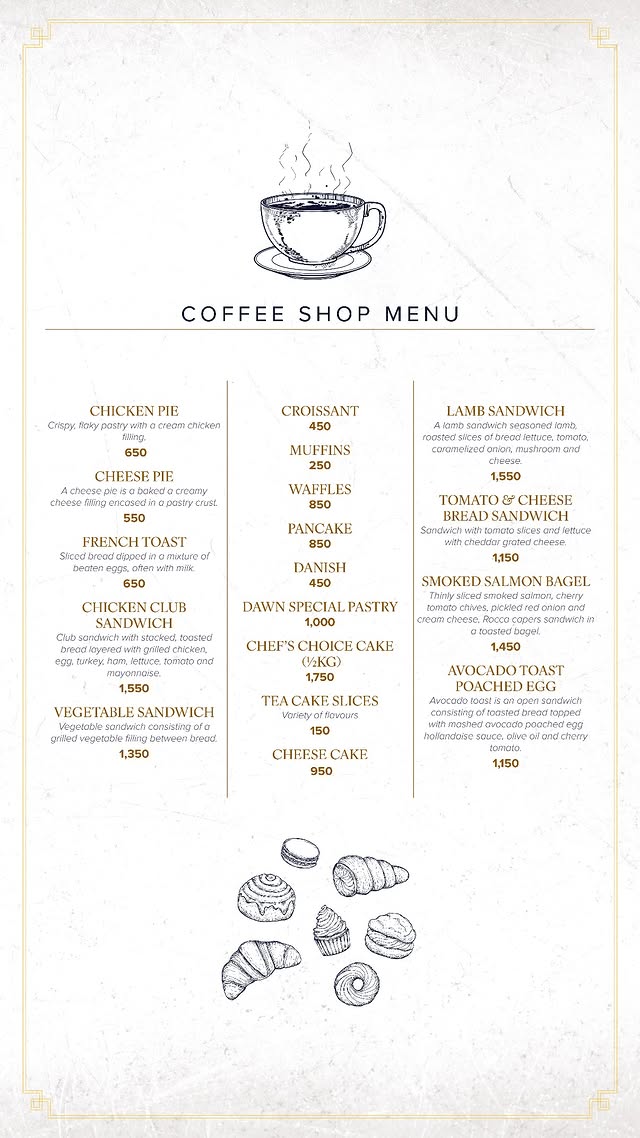 COFFEE SHOP MENU
CHICKEN PIE
Crispy, flaky pastry with a cream chicken
filling.
650
CHEESE PIE
A cheese pie is a baked a creamy
cheese filling encased in a pastry crust.
550
FRENCH TOAST
Sliced bread dipped in a mixture of
beaten eggs, often with milk.
650
CHICKEN CLUB
SANDWICH
Club sandwich with stacked, toasted
bread layered with grilled chicken,
egg, turkey, ham, lettuce, tomato and
mayonnaise.
1,550
VEGETABLE SANDWICH
Vegetable sandwich consisting of a
grilled vegetable filling between bread.
1,350
CROISSANT
450
MUFFINS
250
WAFFLES
850
PANCAKE
850
DANISH
450
DAWN SPECIAL PASTRY
1,000
CHEF'S CHOICE CAKE
(½KG)
1,750
TEA CAKE SLICES
Variety of flavours
150
CHEESE CAKE
950
LAMB SANDWICH
A lamb sandwich seasoned lamb,
roasted slices of bread lettuce, tomato,
caramelized onion, mushroom and
cheese.
1,550
TOMATO & CHEESE
BREAD SANDWICH
Sandwich with tomato slices and lettuce
with cheddar grated cheese.
1,150
SMOKED SALMON BAGEL
Thinly sliced smoked salmon, cherry
tomato chives, pickled red onion and
cream cheese, Rocca capers sandwich in
a toasted bagel.
1,450
AVOCADO TOAST
POACHED EGG
Avocado toast is an open sandwich
consisting of toasted bread topped
with mashed avocado poached egg
hollandaise sauce, olive oil and cherry
tomato.
1,150